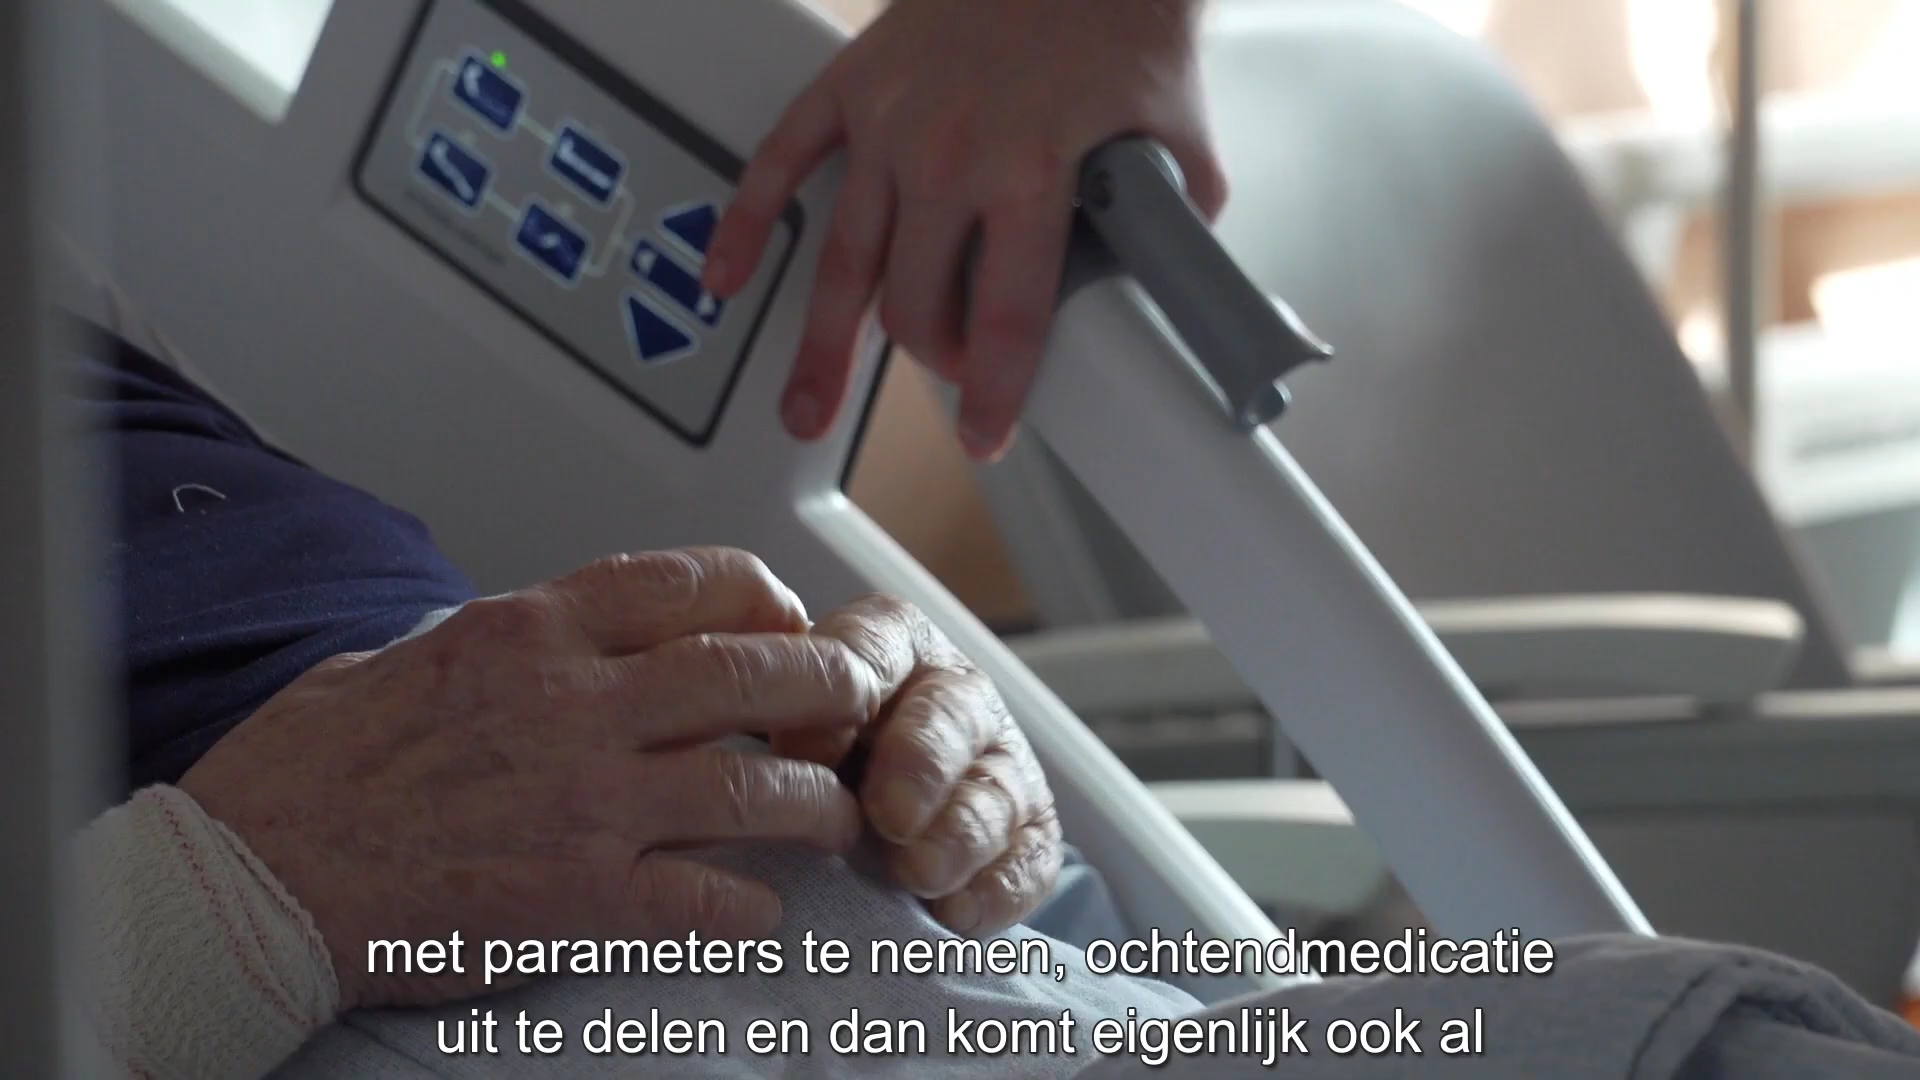 met parameters te nemen, ochtendmedicatie
uit te delen en dan komt eigenlijk ook al